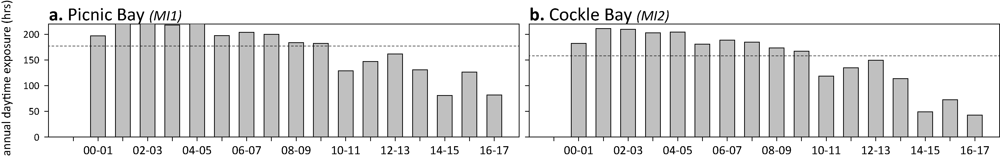 annual daytime exposure (hrs)
a. Picnic Bay (MI1)
200
150
100
50
0
00-01 02-03 04-05 06-07 08-09 10-11 12-13 14-15 16-17
b. Cockle Bay (MI2)
00-01 02-03 04-05 06-07 08-09 10-11 12-13 14-15 16-17